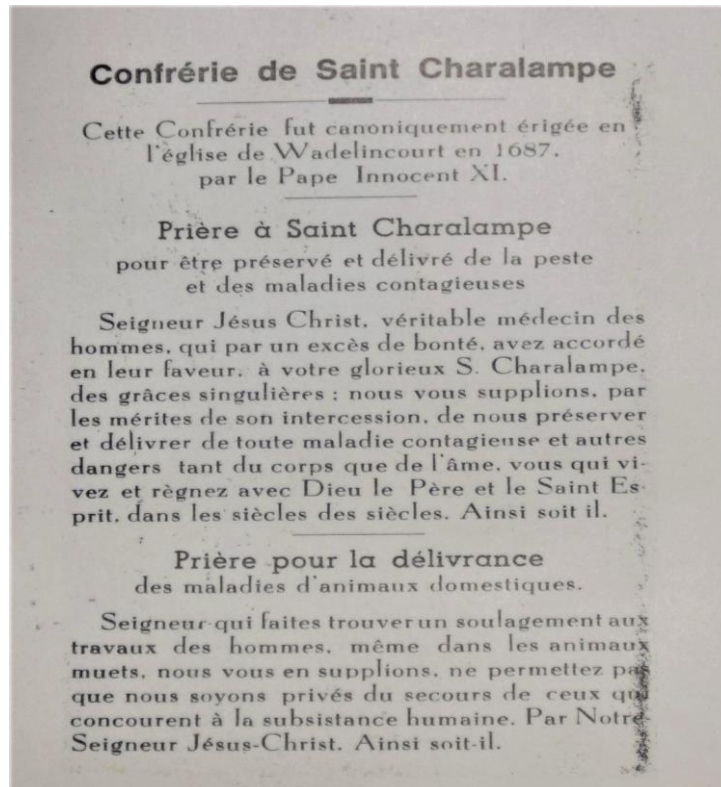 Confrérie de Saint Charalampe
Cette Confrérie fut canoniquement érigée en
l'église de Wadelincourt en 1687.
par le Pape Innocent XI.
Prière à Saint Charalampe
pour être préservé et délivré de la peste
et des maladies contagieuses
Seigneur Jésus Christ. véritable médecin des
hommes, qui par un excès de bonté, avez accordé
en leur faveur, à votre glorieux S. Charalampe,
des grâces singulières : nous vous supplions, par
les mérites de son intercession, de nous préserver
et délivrer de toute maladie contagieuse et autres
dangers tant du corps que de l'âme, vous qui vi-
vez et règnez avec Dieu le Père et le Saint Es-
prit, dans les siècles des siècles. Ainsi soit il.
Prière pour la délivrance
des maladies d'animaux domestiques.
Seigneur qui faites trouver un soulagement aux
travaux des hommes, même dans les animaux
muets, nous vous en supplions, ne permettez pas
que nous soyons privés du secours de ceux qui
concourent à la subsistance humaine. Par Notre
Seigneur Jésus-Christ. Ainsi soit-il.